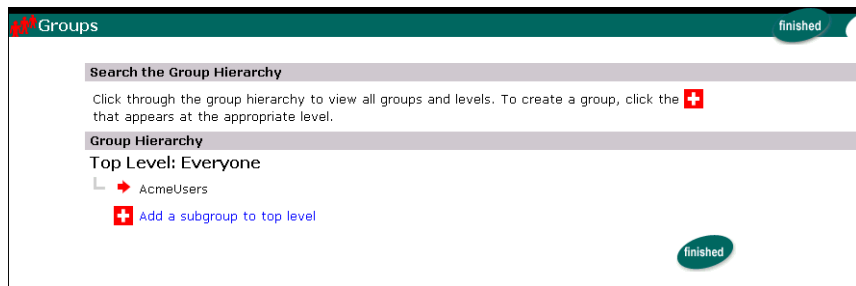 Groups
finished
Search the Group Hierarchy
Click through the group hierarchy to view all groups and levels. To create a group, click the
that appears at the appropriate level.
Group Hierarchy
Top Level: Everyone
AcmeUsers
Add a subgroup to top level
finished